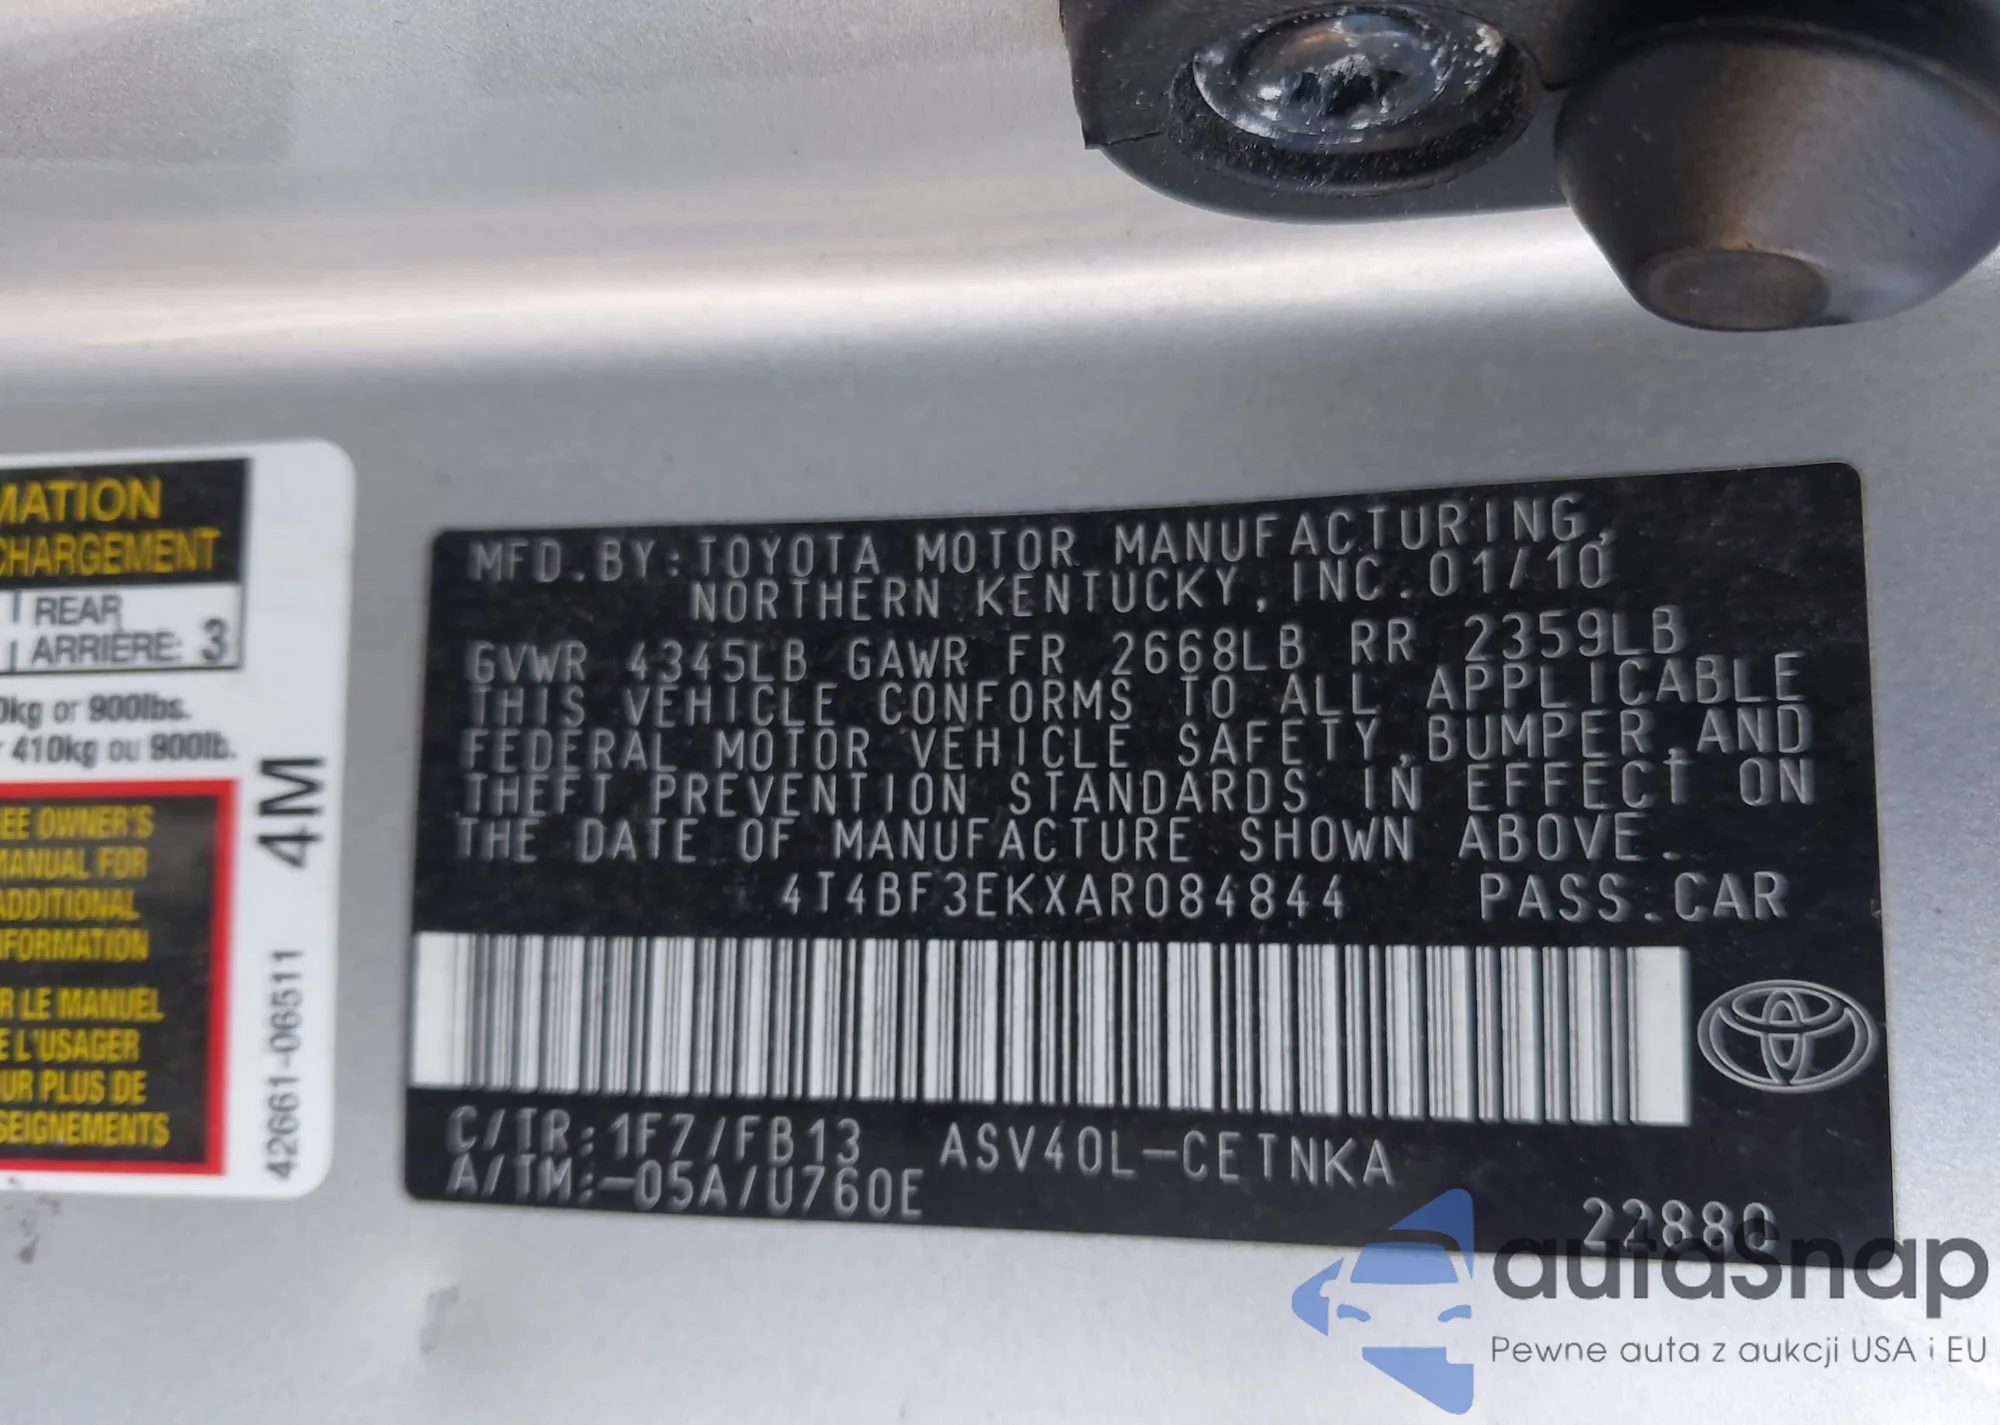 MATION
CHARGEMENT
REAR
ARRIÈRE: 3
0kg or 900lbs.
410kg ou 900lb.
EE OWNER'S
MANUAL FOR
ADDITIONAL
NFORMATION
R LE MANUEL
E L'USAGER
UR PLUS DE
SEIGNEMENTS
4M
42661-06511
MFD.BY:TOYOTA MOTOR MANUFACTURING,
NORTHERN KENTUCKY, INC. 01/10
GVWR 4345LB GAWR FR 2668LB RR 2359LB
THIS VEHICLE CONFORMS TO ALL APPLICABLE
FEDERAL MOTOR VEHICLE SAFETY,BUMPER,AND
THEFT PREVENTION STANDARDS IN EFFECT ON
THE DATE OF MANUFACTURE SHOWN ABOVE.
4T4BF3EKXAR084844 PASS.CAR
C/TR:1F7/FB13 ASV40L-CETNKA
A/TM:-05A/U760E
22880
autaSnap
Pewne auta z aukcji USA i EU